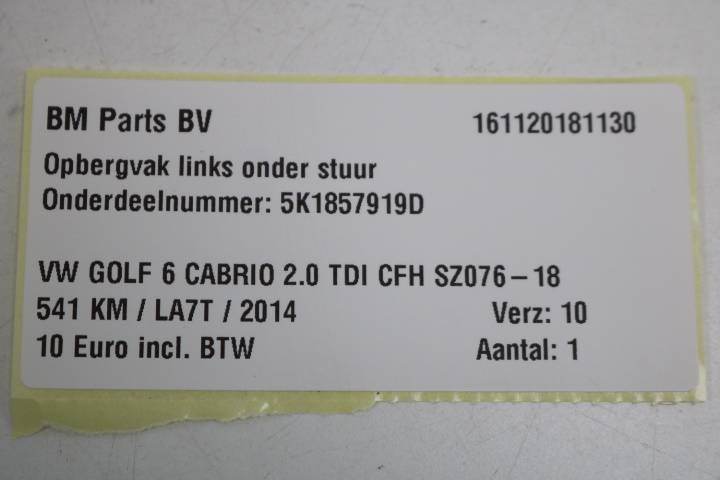 BM Parts BV 161120181130
Opbergvak links onder stuur
Onderdeelnummer: 5K1857919D
VW GOLF 6 CABRIO 2.0 TDI CFH SZ076-18
541 KM / LA7T / 2014 Verz: 10
10 Euro incl. BTW Aantal: 1